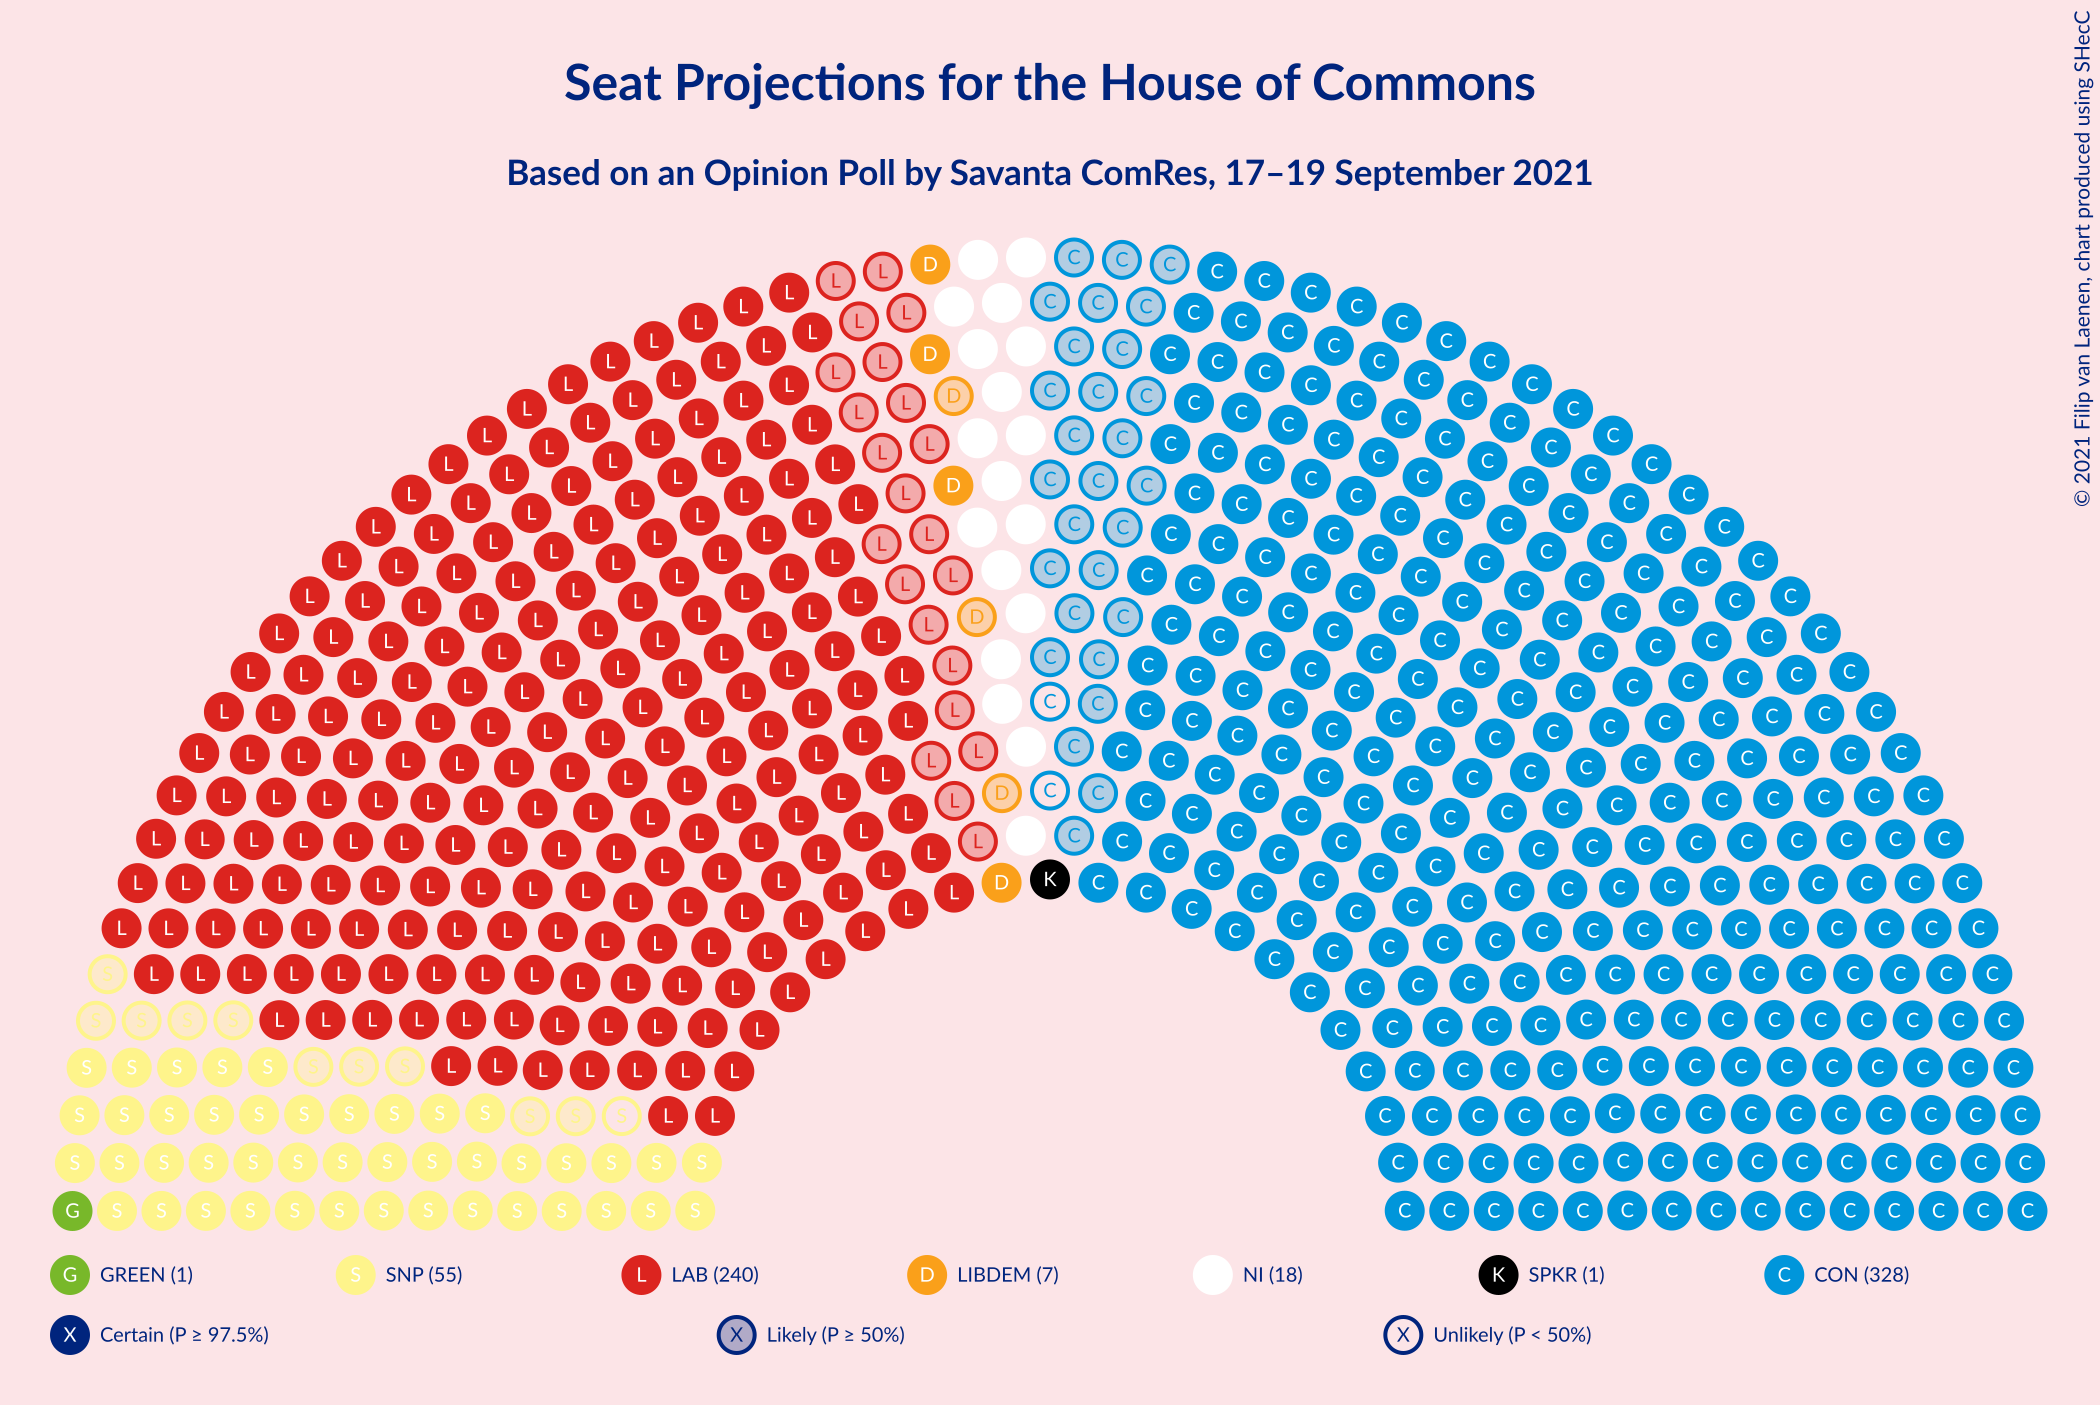 Seat Projections for the House of Commons
Based on an Opinion Poll by Savanta ComRes, 17–19 September 2021
© 2021 Filip van Laenen, chart produced using SHecC
G GREEN (1) S SNP (55) L LAB (240) D LIBDEM (7) NI (18) K SPKR (1) C CON (328)
X Certain (P ≥ 97.5%) X Likely (P ≥ 50%) X Unlikely (P < 50%)